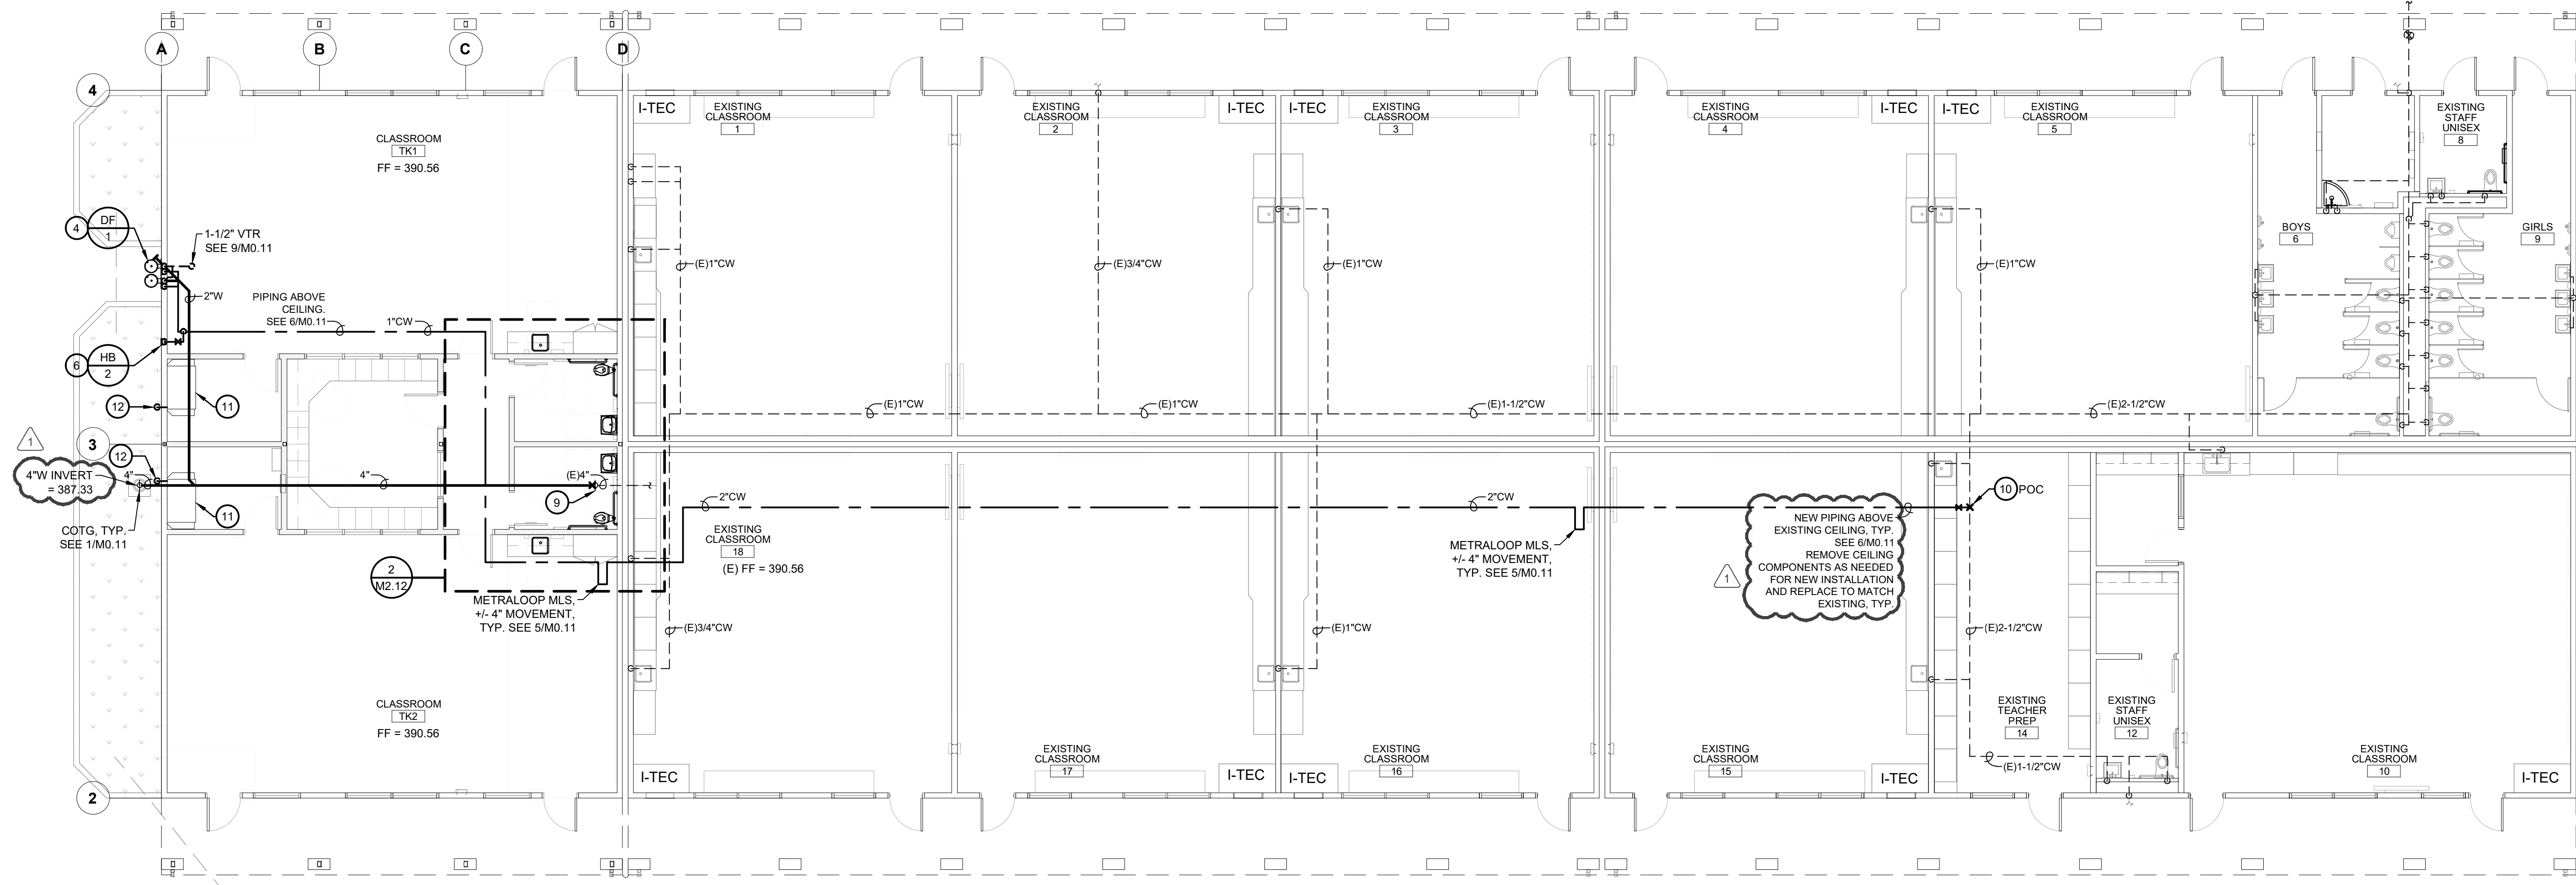 A
B
C
D
4
3
2
CLASSROOM
TK1
FF = 390.56
I-TEC
EXISTING
CLASSROOM
1
EXISTING
CLASSROOM
2
I-TEC
I-TEC
EXISTING
CLASSROOM
3
EXISTING
CLASSROOM
4
I-TEC
I-TEC
EXISTING
CLASSROOM
5
EXISTING
STAFF
UNISEX
8
BOYS
6
GIRLS
9
4
DF
1
1-1/2" VTR
SEE 9/M0.11
2"W
PIPING ABOVE
CEILING.
SEE 6/M0.11
1"CW
6
HB
2
12
11
(E)1"CW
(E)3/4"CW
(E)1"CW
(E)1"CW
(E)1"CW
(E)1"CW
(E)1-1/2"CW
(E)2-1/2"CW
1
12
4"W INVERT
= 387.33
4"
4"
(E)4"
9
11
COTG, TYP.
SEE 1/M0.11
2"CW
2"CW
10 POC
EXISTING
CLASSROOM
18
(E) FF = 390.56
2
M2.12
METRALOOP MLS,
+/- 4" MOVEMENT,
TYP. SEE 5/M0.11
METRALOOP MLS,
+/- 4" MOVEMENT,
TYP. SEE 5/M0.11
1
NEW PIPING ABOVE
EXISTING CEILING, TYP.
SEE 6/M0.11
REMOVE CEILING
COMPONENTS AS NEEDED
FOR NEW INSTALLATION
AND REPLACE TO MATCH
EXISTING, TYP.
(E)3/4"CW
(E)1"CW
(E)2-1/2"CW
CLASSROOM
TK2
FF = 390.56
I-TEC
EXISTING
CLASSROOM
17
I-TEC
I-TEC
EXISTING
CLASSROOM
16
EXISTING
CLASSROOM
15
I-TEC
EXISTING
TEACHER
PREP
14
(E)1-1/2"CW
EXISTING
STAFF
UNISEX
12
EXISTING
CLASSROOM
10
I-TEC